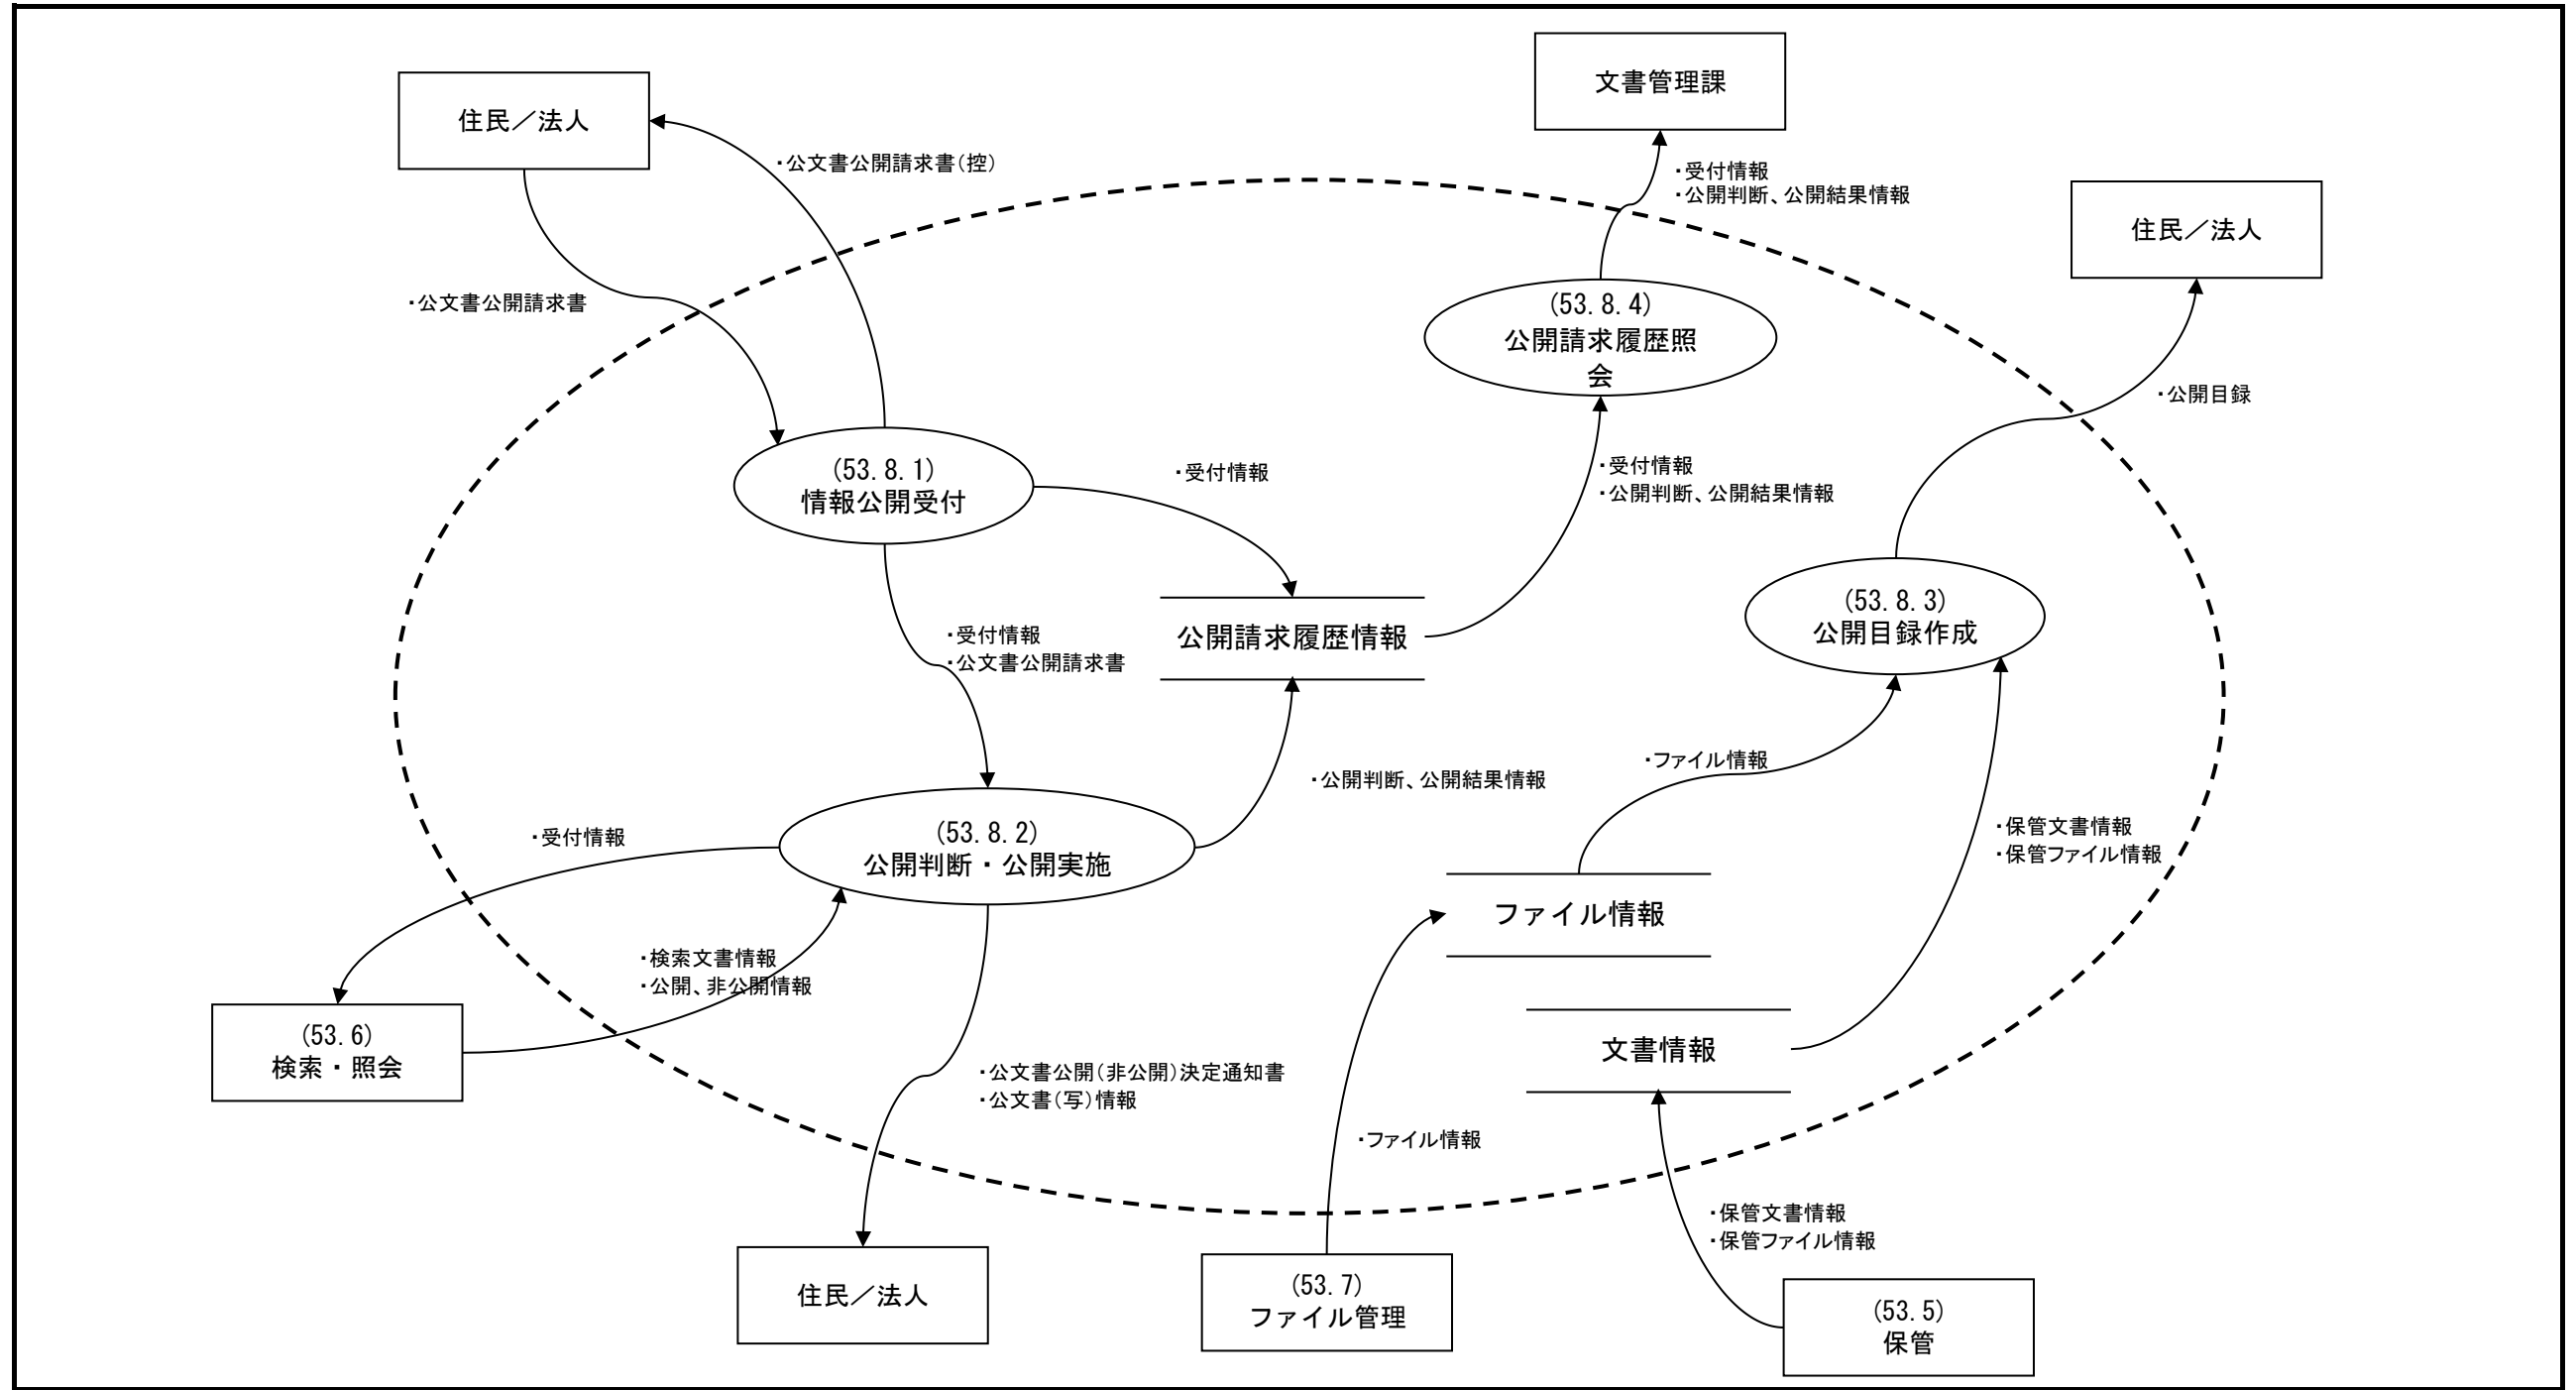 文書管理課
住民／法人
・公文書公開請求書（控）
・受付情報
・公開判断、公開結果情報
住民／法人
・公文書公開請求書
(53.8.4)
公開請求履歴照
会
・公開目録
(53.8.1)
情報公開受付
・受付情報
・受付情報
・公開判断、公開結果情報
(53.8.3)
公開目録作成
・受付情報
・公文書公開請求書
公開請求履歴情報
・ファイル情報
・公開判断、公開結果情報
・受付情報
(53.8.2)
公開判断・公開実施
・保管文書情報
・保管ファイル情報
ファイル情報
・検索文書情報
・公開、非公開情報
(53.6)
検索・照会
文書情報
・公文書公開（非公開）決定通知書
・公文書（写）情報
・ファイル情報
・保管文書情報
・保管ファイル情報
住民／法人
(53.7)
ファイル管理
(53.5)
保管